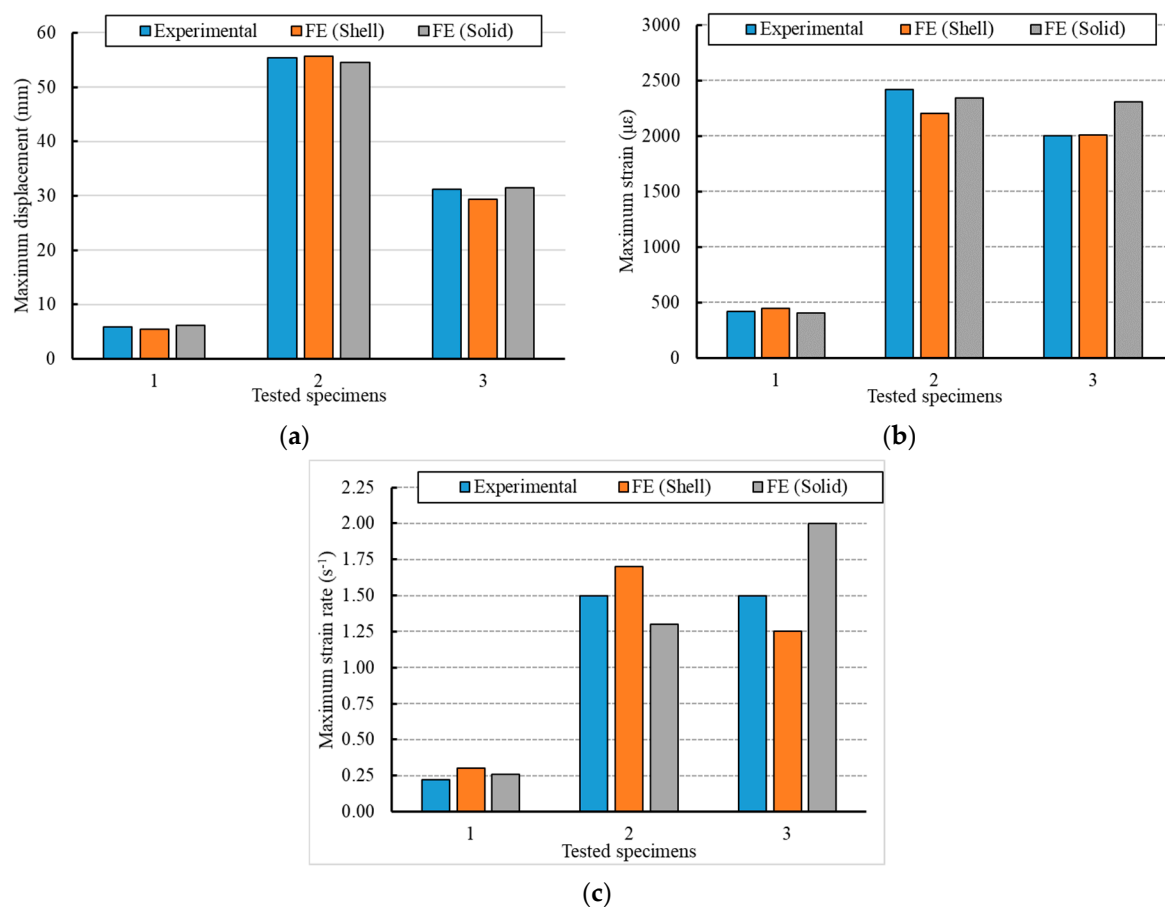 Experimental FE (Shell) FE (Solid)
Maximum displacement (mm)
60
50
40
30
20
10
0
1 2 3
Tested specimens
(a)
Experimental FE (Shell) FE (Solid)
Maximum strain (με)
3000
2500
2000
1500
1000
500
0
1 2 3
Tested specimens
(b)
Experimental FE (Shell) FE (Solid)
Maximum strain rate (s⁻¹)
2.25
2.00
1.75
1.50
1.25
1.00
0.75
0.50
0.25
0.00
1 2 3
Tested specimens
(c)